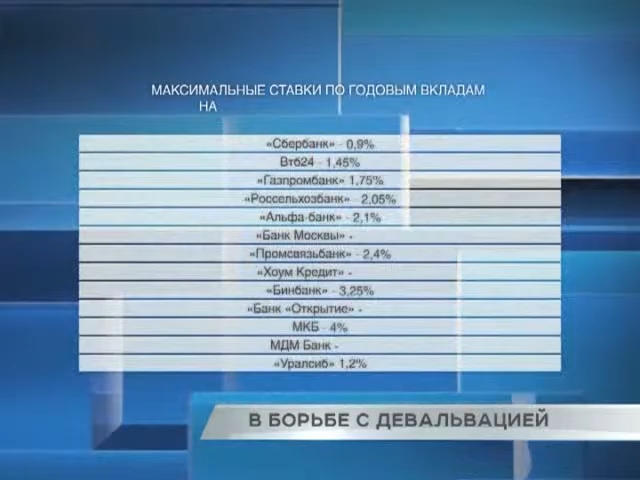 МАКСИМАЛЬНЫЕ СТАВКИ ПО ГОДОВЫМ ВКЛАДАМ
НА
«Сбербанк» - 0,9%
Втб24 - 1,45%
«Газпромбанк» 1,75%
«Россельхозбанк» - 2,05%
«Альфа-банк» - 2,1%
«Банк Москвы» -
«Промсвязьбанк» - 2,4%
«Хоум Кредит» -
«Бинбанк» - 3,25%
«Банк «Открытие» -
МКБ - 4%
МДМ Банк -
«Уралсиб» 1,2%
В БОРЬБЕ С ДЕВАЛЬВАЦИЕЙ